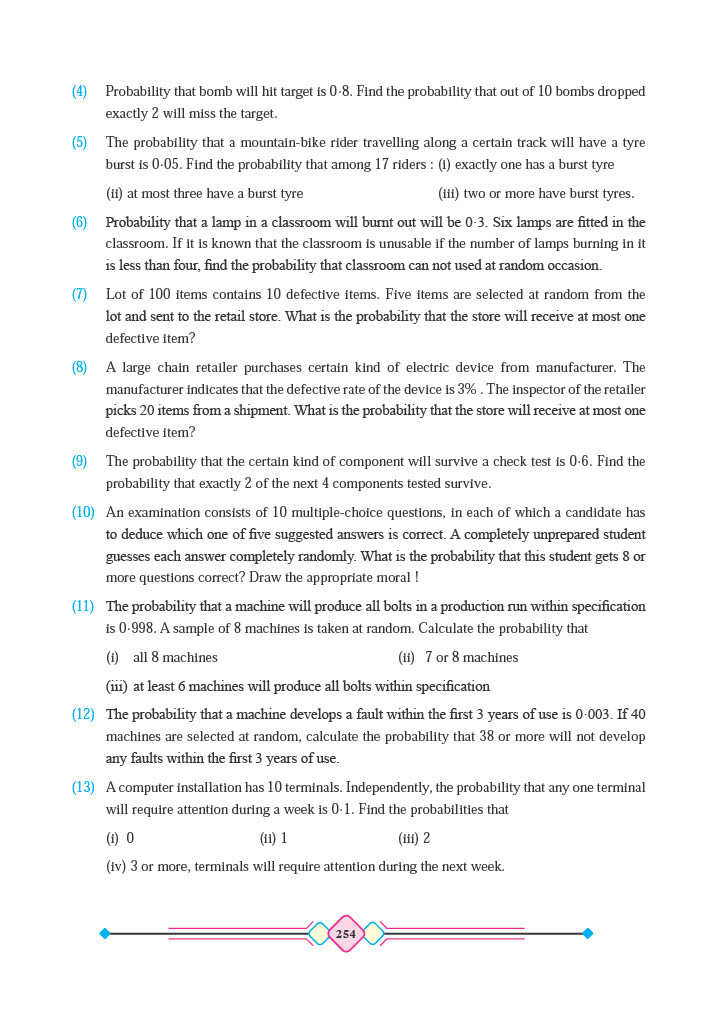 (4) Probability that bomb will hit target is 0·8. Find the probability that out of 10 bombs dropped
exactly 2 will miss the target.
(5) The probability that a mountain-bike rider travelling along a certain track will have a tyre
burst is 0·05. Find the probability that among 17 riders : (i) exactly one has a burst tyre
(ii) at most three have a burst tyre (iii) two or more have burst tyres.
(6) Probability that a lamp in a classroom will burnt out will be 0·3. Six lamps are fitted in the
classroom. If it is known that the classroom is unusable if the number of lamps burning in it
is less than four, find the probability that classroom can not used at random occasion.
(7) Lot of 100 items contains 10 defective items. Five items are selected at random from the
lot and sent to the retail store. What is the probability that the store will receive at most one
defective item?
(8) A large chain retailer purchases certain kind of electric device from manufacturer. The
manufacturer indicates that the defective rate of the device is 3% . The inspector of the retailer
picks 20 items from a shipment. What is the probability that the store will receive at most one
defective item?
(9) The probability that the certain kind of component will survive a check test is 0·6. Find the
probability that exactly 2 of the next 4 components tested survive.
(10) An examination consists of 10 multiple-choice questions, in each of which a candidate has
to deduce which one of five suggested answers is correct. A completely unprepared student
guesses each answer completely randomly. What is the probability that this student gets 8 or
more questions correct? Draw the appropriate moral !
(11) The probability that a machine will produce all bolts in a production run within specification
is 0·998. A sample of 8 machines is taken at random. Calculate the probability that
(i) all 8 machines (ii) 7 or 8 machines
(iii) at least 6 machines will produce all bolts within specification
(12) The probability that a machine develops a fault within the first 3 years of use is 0·003. If 40
machines are selected at random, calculate the probability that 38 or more will not develop
any faults within the first 3 years of use.
(13) A computer installation has 10 terminals. Independently, the probability that any one terminal
will require attention during a week is 0·1. Find the probabilities that
(i) 0 (ii) 1 (iii) 2
(iv) 3 or more, terminals will require attention during the next week.
254